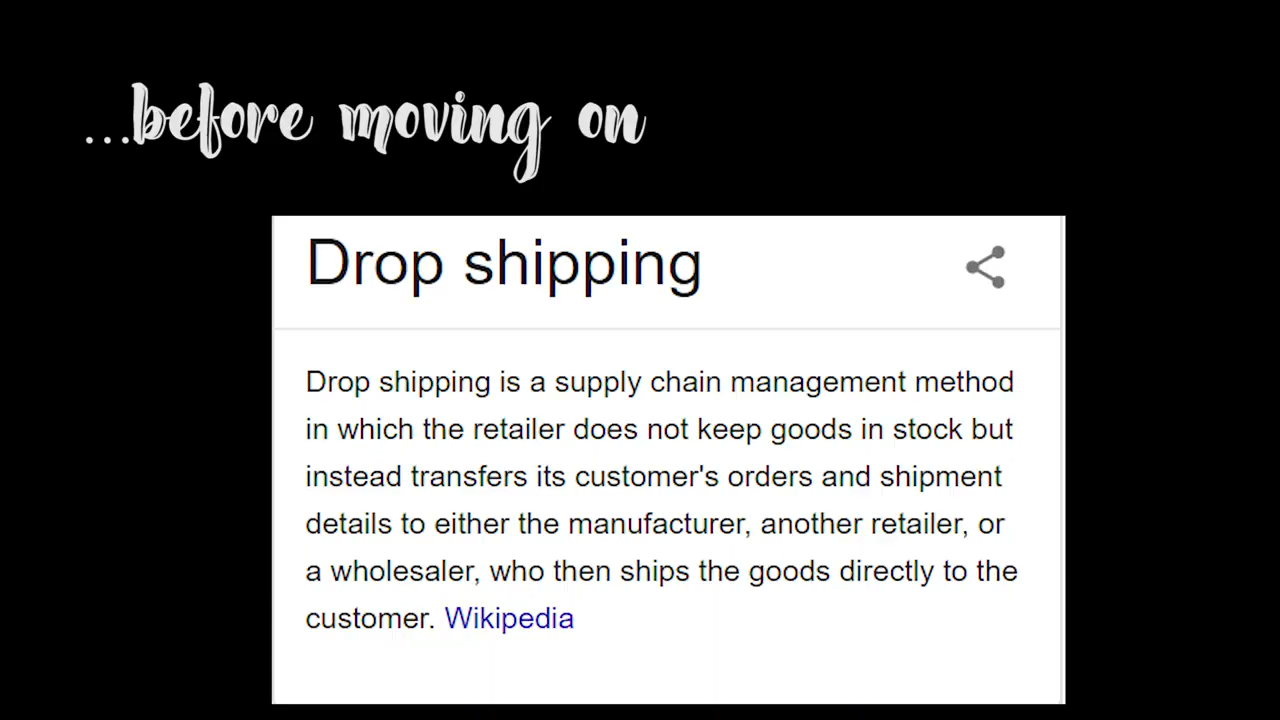 ...before moving on
Drop shipping
Drop shipping is a supply chain management method
in which the retailer does not keep goods in stock but
instead transfers its customer's orders and shipment
details to either the manufacturer, another retailer, or
a wholesaler, who then ships the goods directly to the
customer. Wikipedia